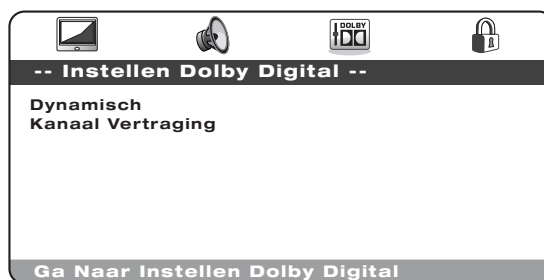 DOLBY
-- Instellen Dolby Digital --
Dynamisch
Kanaal Vertraging
Ga Naar Instellen Dolby Digital